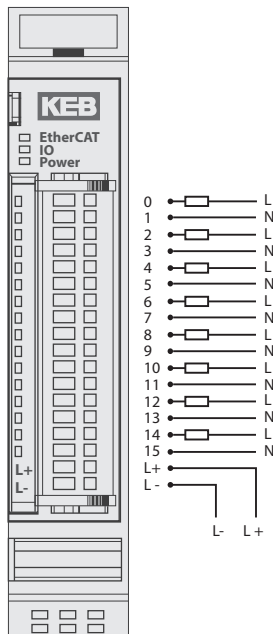 KEB
EtherCAT
IO
Power
0 L
1 N
2 L
3 N
4 L
5 N
6 L
7 N
8 L
9 N
10 L
11 N
12 L
13 N
14 L
15 N
L+ L+
L- L -
L- L +